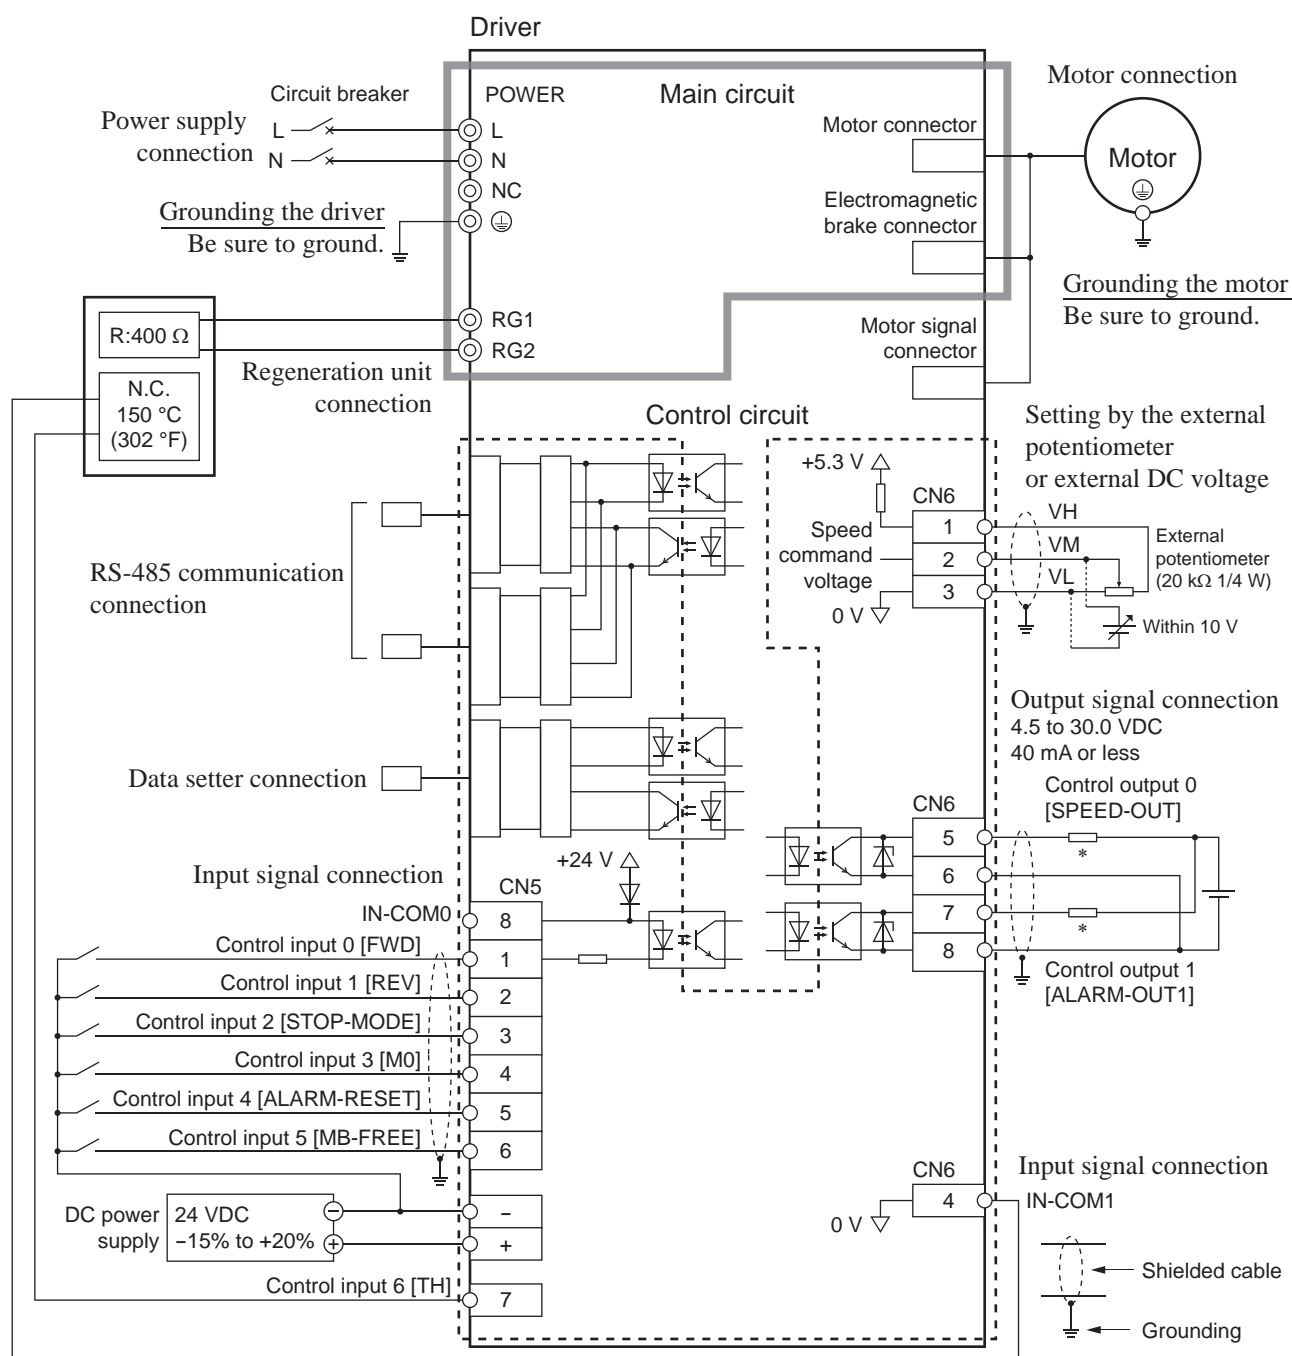 Driver
Circuit breaker
POWER
Main circuit
Motor connection
Power supply
connection
L
N
L
N
NC
Motor connector
Motor
Electromagnetic
brake connector
Grounding the driver
Be sure to ground.
Grounding the motor
Be sure to ground.
R:400 Ω
N.C.
150 °C
(302 °F)
RG1
RG2
Regeneration unit
connection
Motor signal
connector
Control circuit
Setting by the external
potentiometer
or external DC voltage
+5.3 V
CN6
1
2
3
Speed
command
voltage
0 V
VH
VM
VL
External
potentiometer
(20 kΩ 1/4 W)
Within 10 V
RS-485 communication
connection
Data setter connection
Output signal connection
4.5 to 30.0 VDC
40 mA or less
Control output 0
[SPEED-OUT]
CN6
5
6
7
8
*
*
Control output 1
[ALARM-OUT1]
+24 V
Input signal connection
CN5
IN-COM0
8
Control input 0 [FWD]
1
Control input 1 [REV]
2
Control input 2 [STOP-MODE]
3
Control input 3 [M0]
4
Control input 4 [ALARM-RESET]
5
Control input 5 [MB-FREE]
6
DC power
supply
24 VDC
−15% to +20%
−
+
−
+
Control input 6 [TH]
7
CN6
4
0 V
Input signal connection
IN-COM1
Shielded cable
Grounding